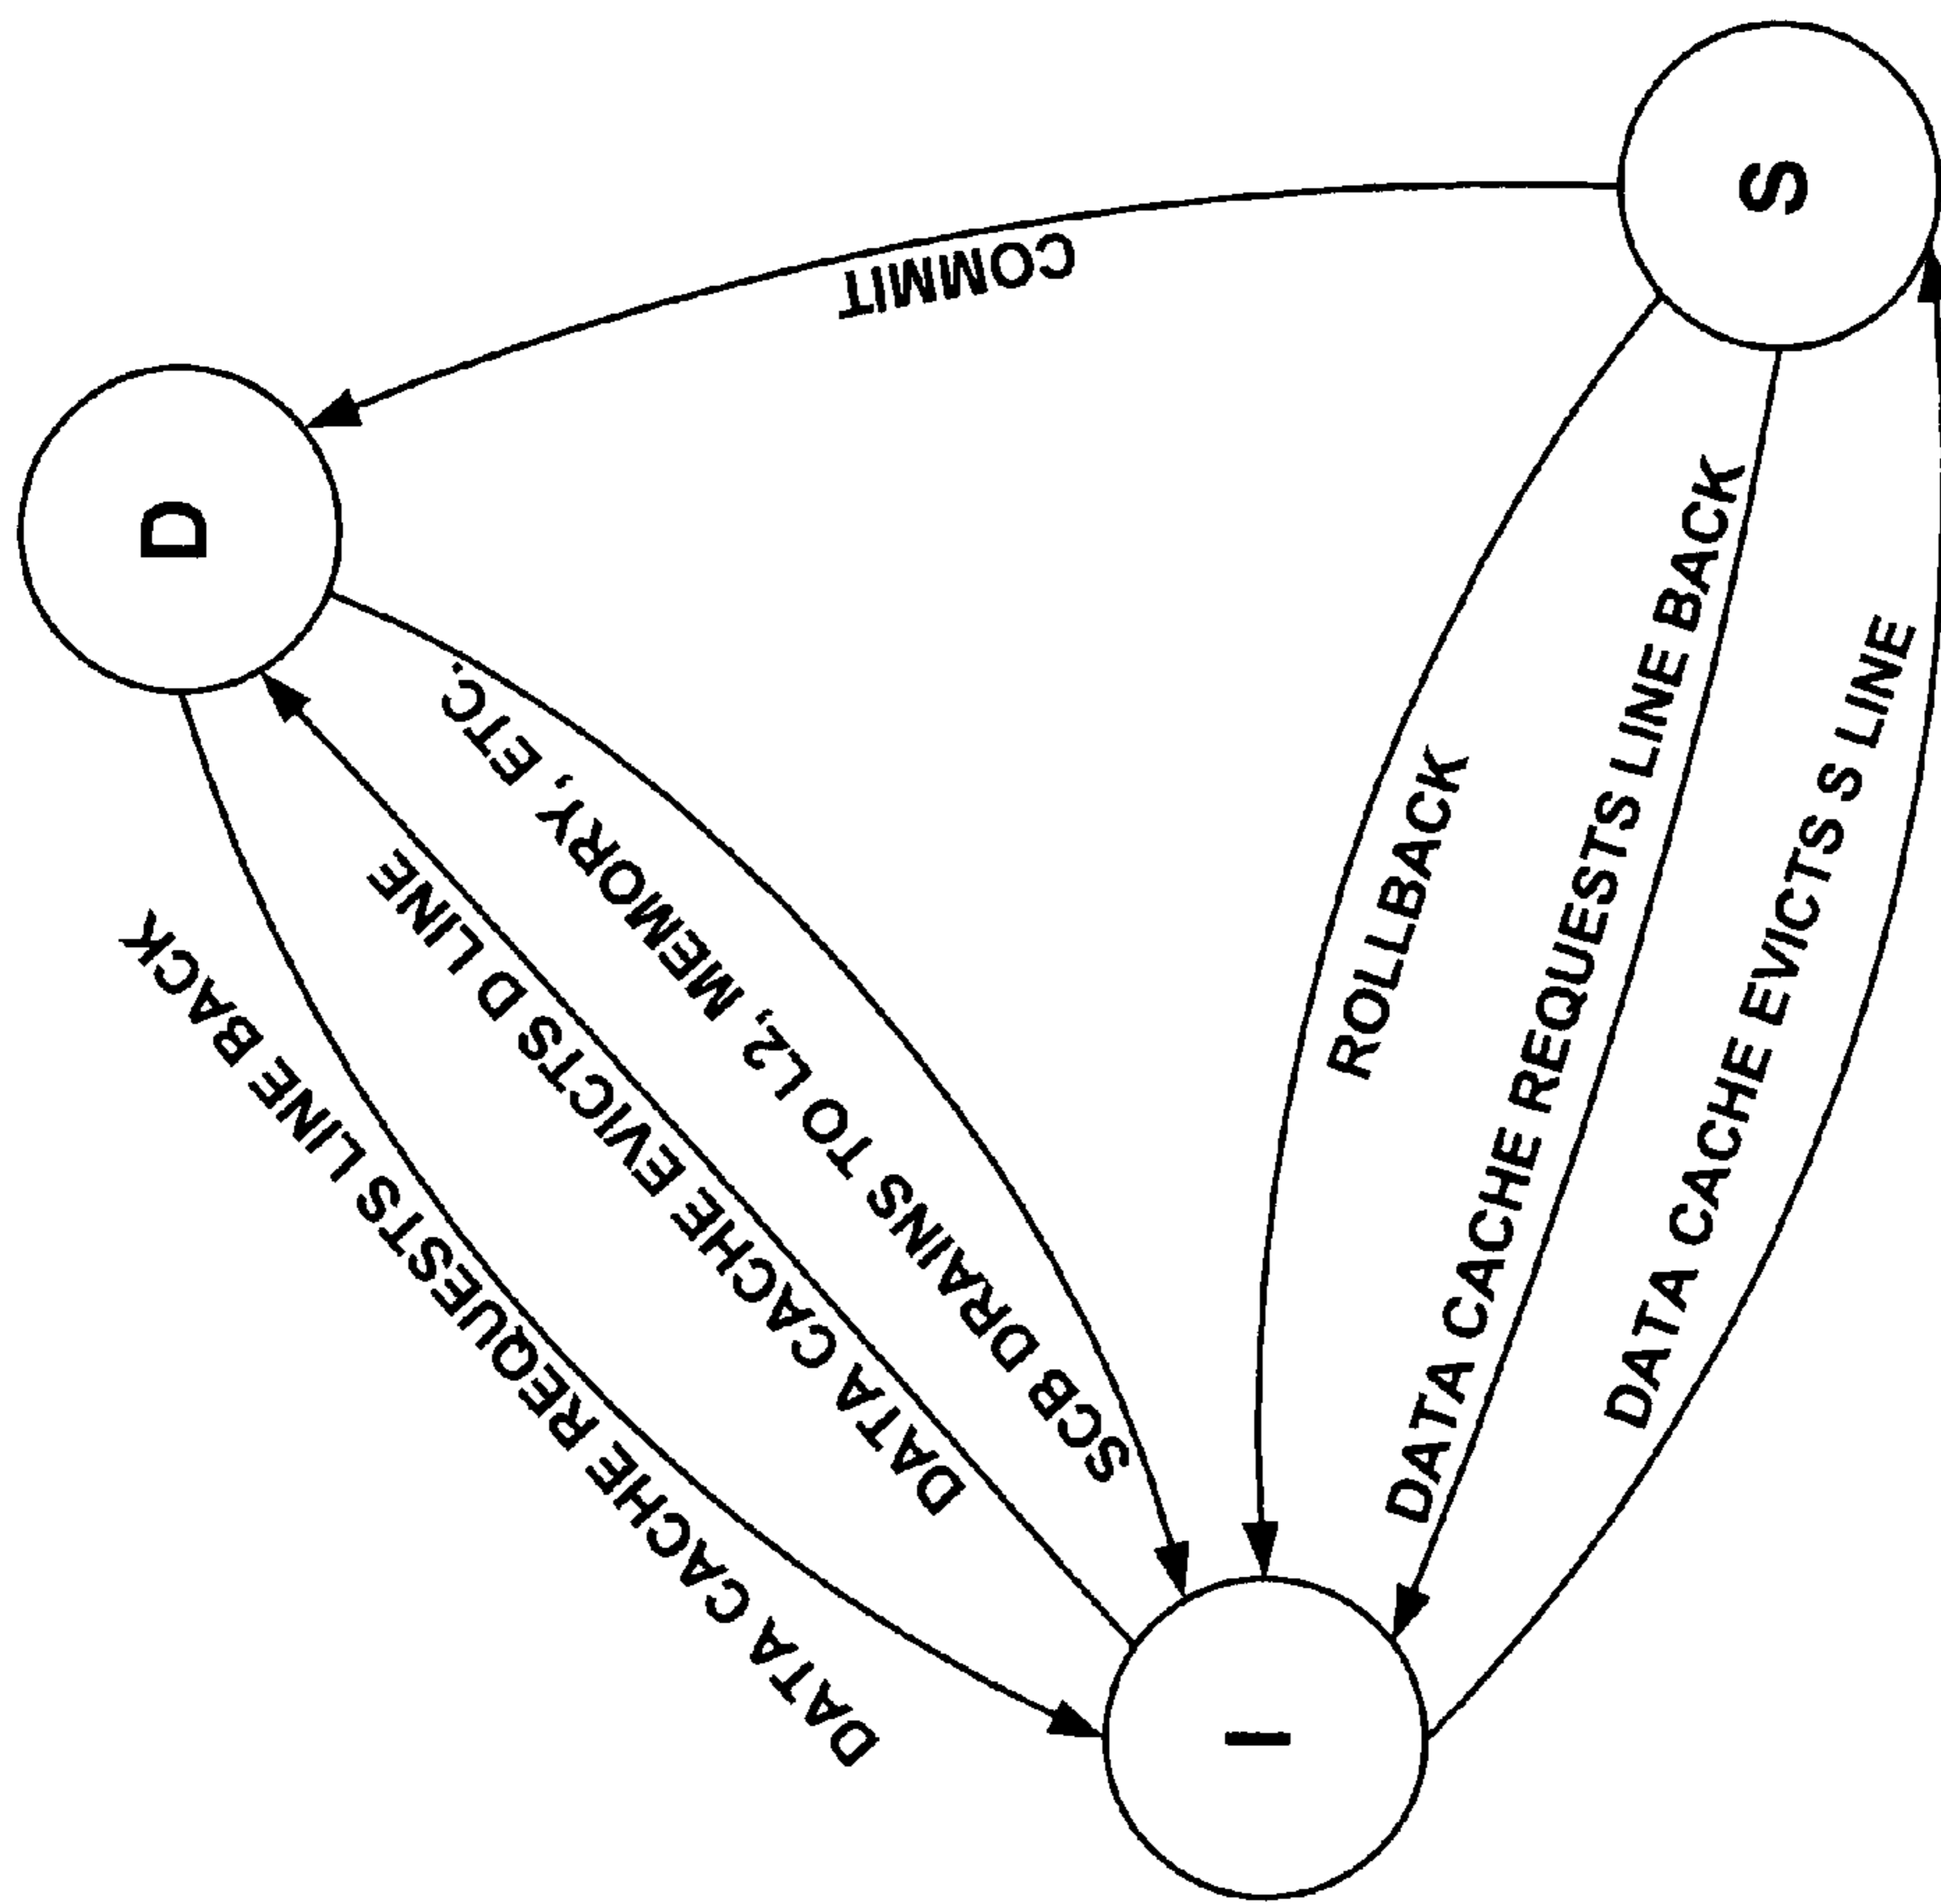 D
DATA CACHE REQUESTS LINE BACK
DATA CACHE EVICTS D LINE
SCB DRAINS TO L2, MEMORY, ETC.
COMMIT
I
ROLLBACK
DATA CACHE REQUESTS LINE BACK
DATA CACHE EVICTS S LINE
S